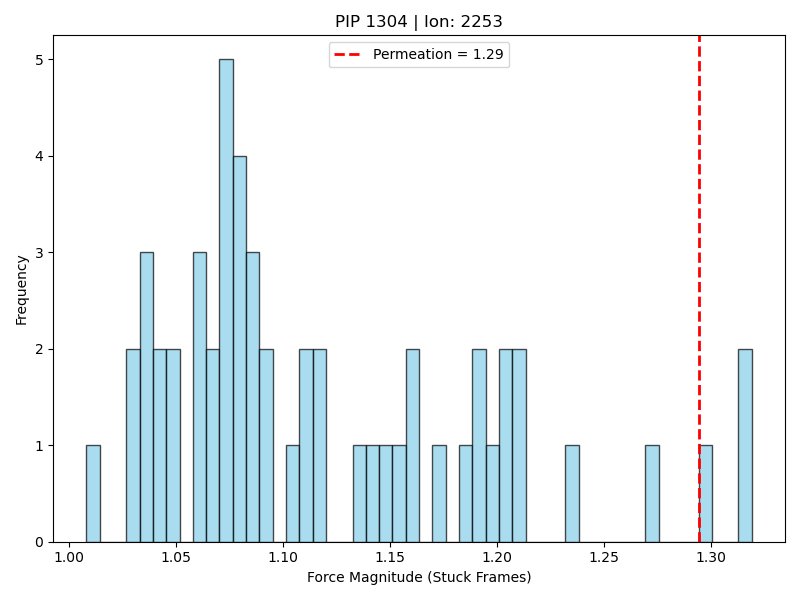 PIP 1304 | Ion: 2253
Permeation = 1.29
5
4
3
2
1
0
Frequency
1.00 1.05 1.10 1.15 1.20 1.25 1.30
Force Magnitude (Stuck Frames)